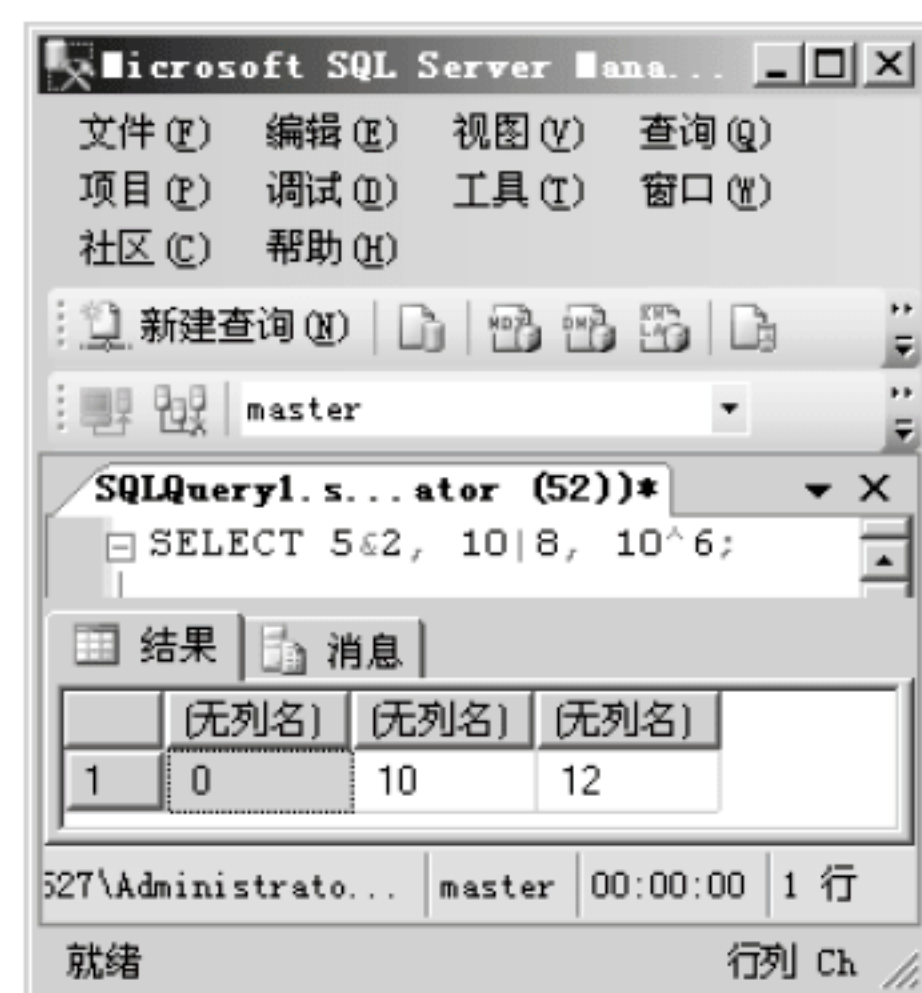 Microsoft SQL Server Mana...
文件(F) 编辑(E) 视图(V) 查询(Q)
项目(P) 调试(D) 工具(T) 窗口(W)
社区(C) 帮助(H)
新建查询(N)
master
SQLQuery1.s...ator (52))*
SELECT 5&2, 10|8, 10^6;
结果 消息
(无列名) (无列名) (无列名)
1 0 10 12
527\Administrato... master 00:00:00 1 行
就绪 行列 Ch